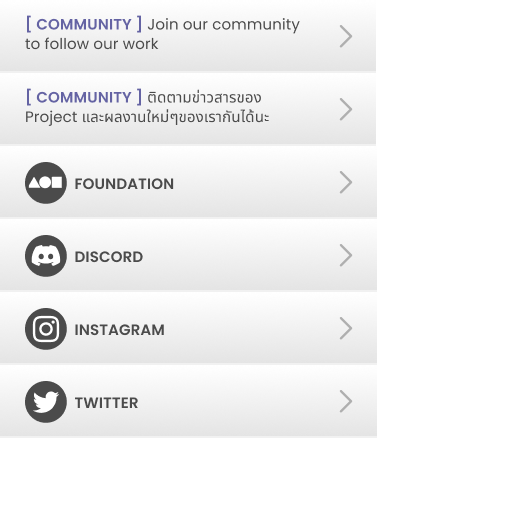 [ COMMUNITY ] Join our community
to follow our work
[ COMMUNITY ] ติดตามข่าวสารของ
Project และผลงานใหม่ๆของเรากันได้นะ
FOUNDATION
DISCORD
INSTAGRAM
TWITTER